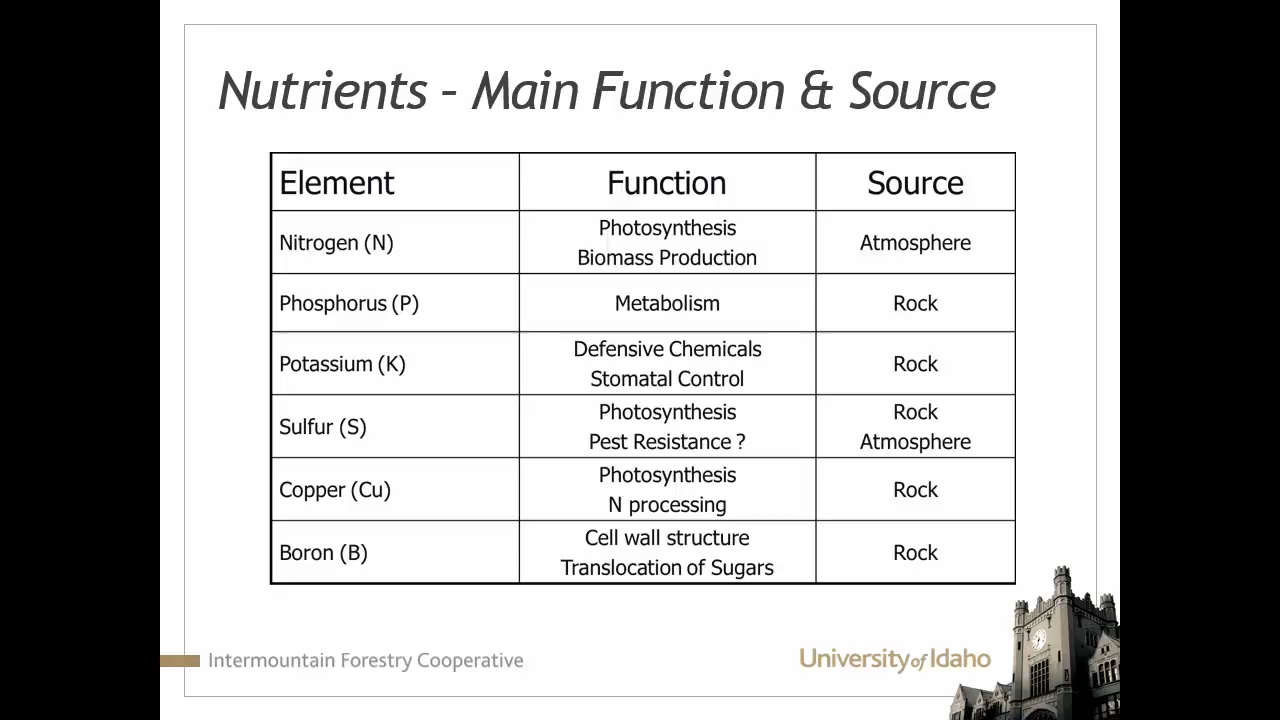 Nutrients – Main Function & Source
Element Function Source
Nitrogen (N)
Photosynthesis
Biomass Production
Atmosphere
Phosphorus (P) Metabolism Rock
Potassium (K)
Defensive Chemicals
Stomatal Control
Rock
Sulfur (S)
Photosynthesis
Pest Resistance ?
Rock
Atmosphere
Copper (Cu)
Photosynthesis
N processing
Rock
Boron (B)
Cell wall structure
Translocation of Sugars
Rock
Intermountain Forestry Cooperative
University of Idaho